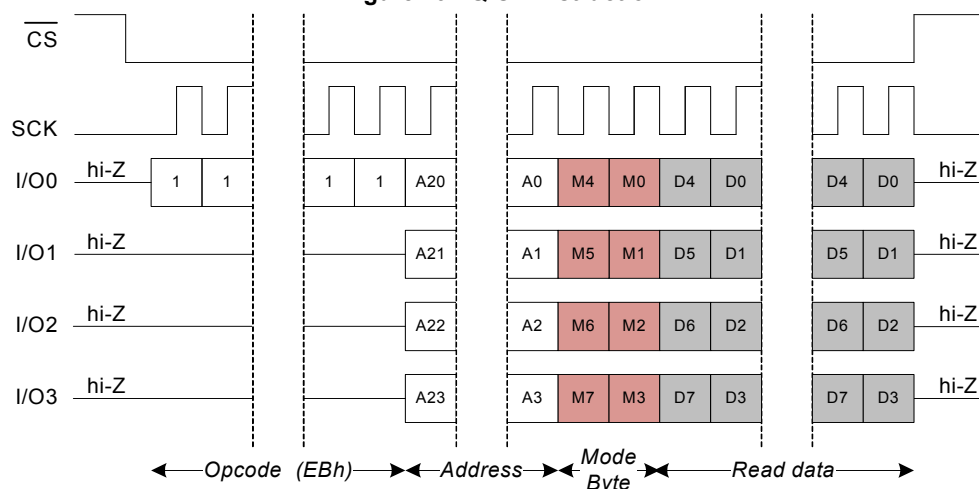 CS
SCK
I/O0 hi-Z 1 1 1 1 A20 A0 M4 M0 D4 D0 D4 D0 hi-Z
I/O1 hi-Z A21 A1 M5 M1 D5 D1 D5 D1 hi-Z
I/O2 hi-Z A22 A2 M6 M2 D6 D2 D6 D2 hi-Z
I/O3 hi-Z A23 A3 M7 M3 D7 D3 D7 D3 hi-Z
Opcode (EBh) Address Mode Byte Read data